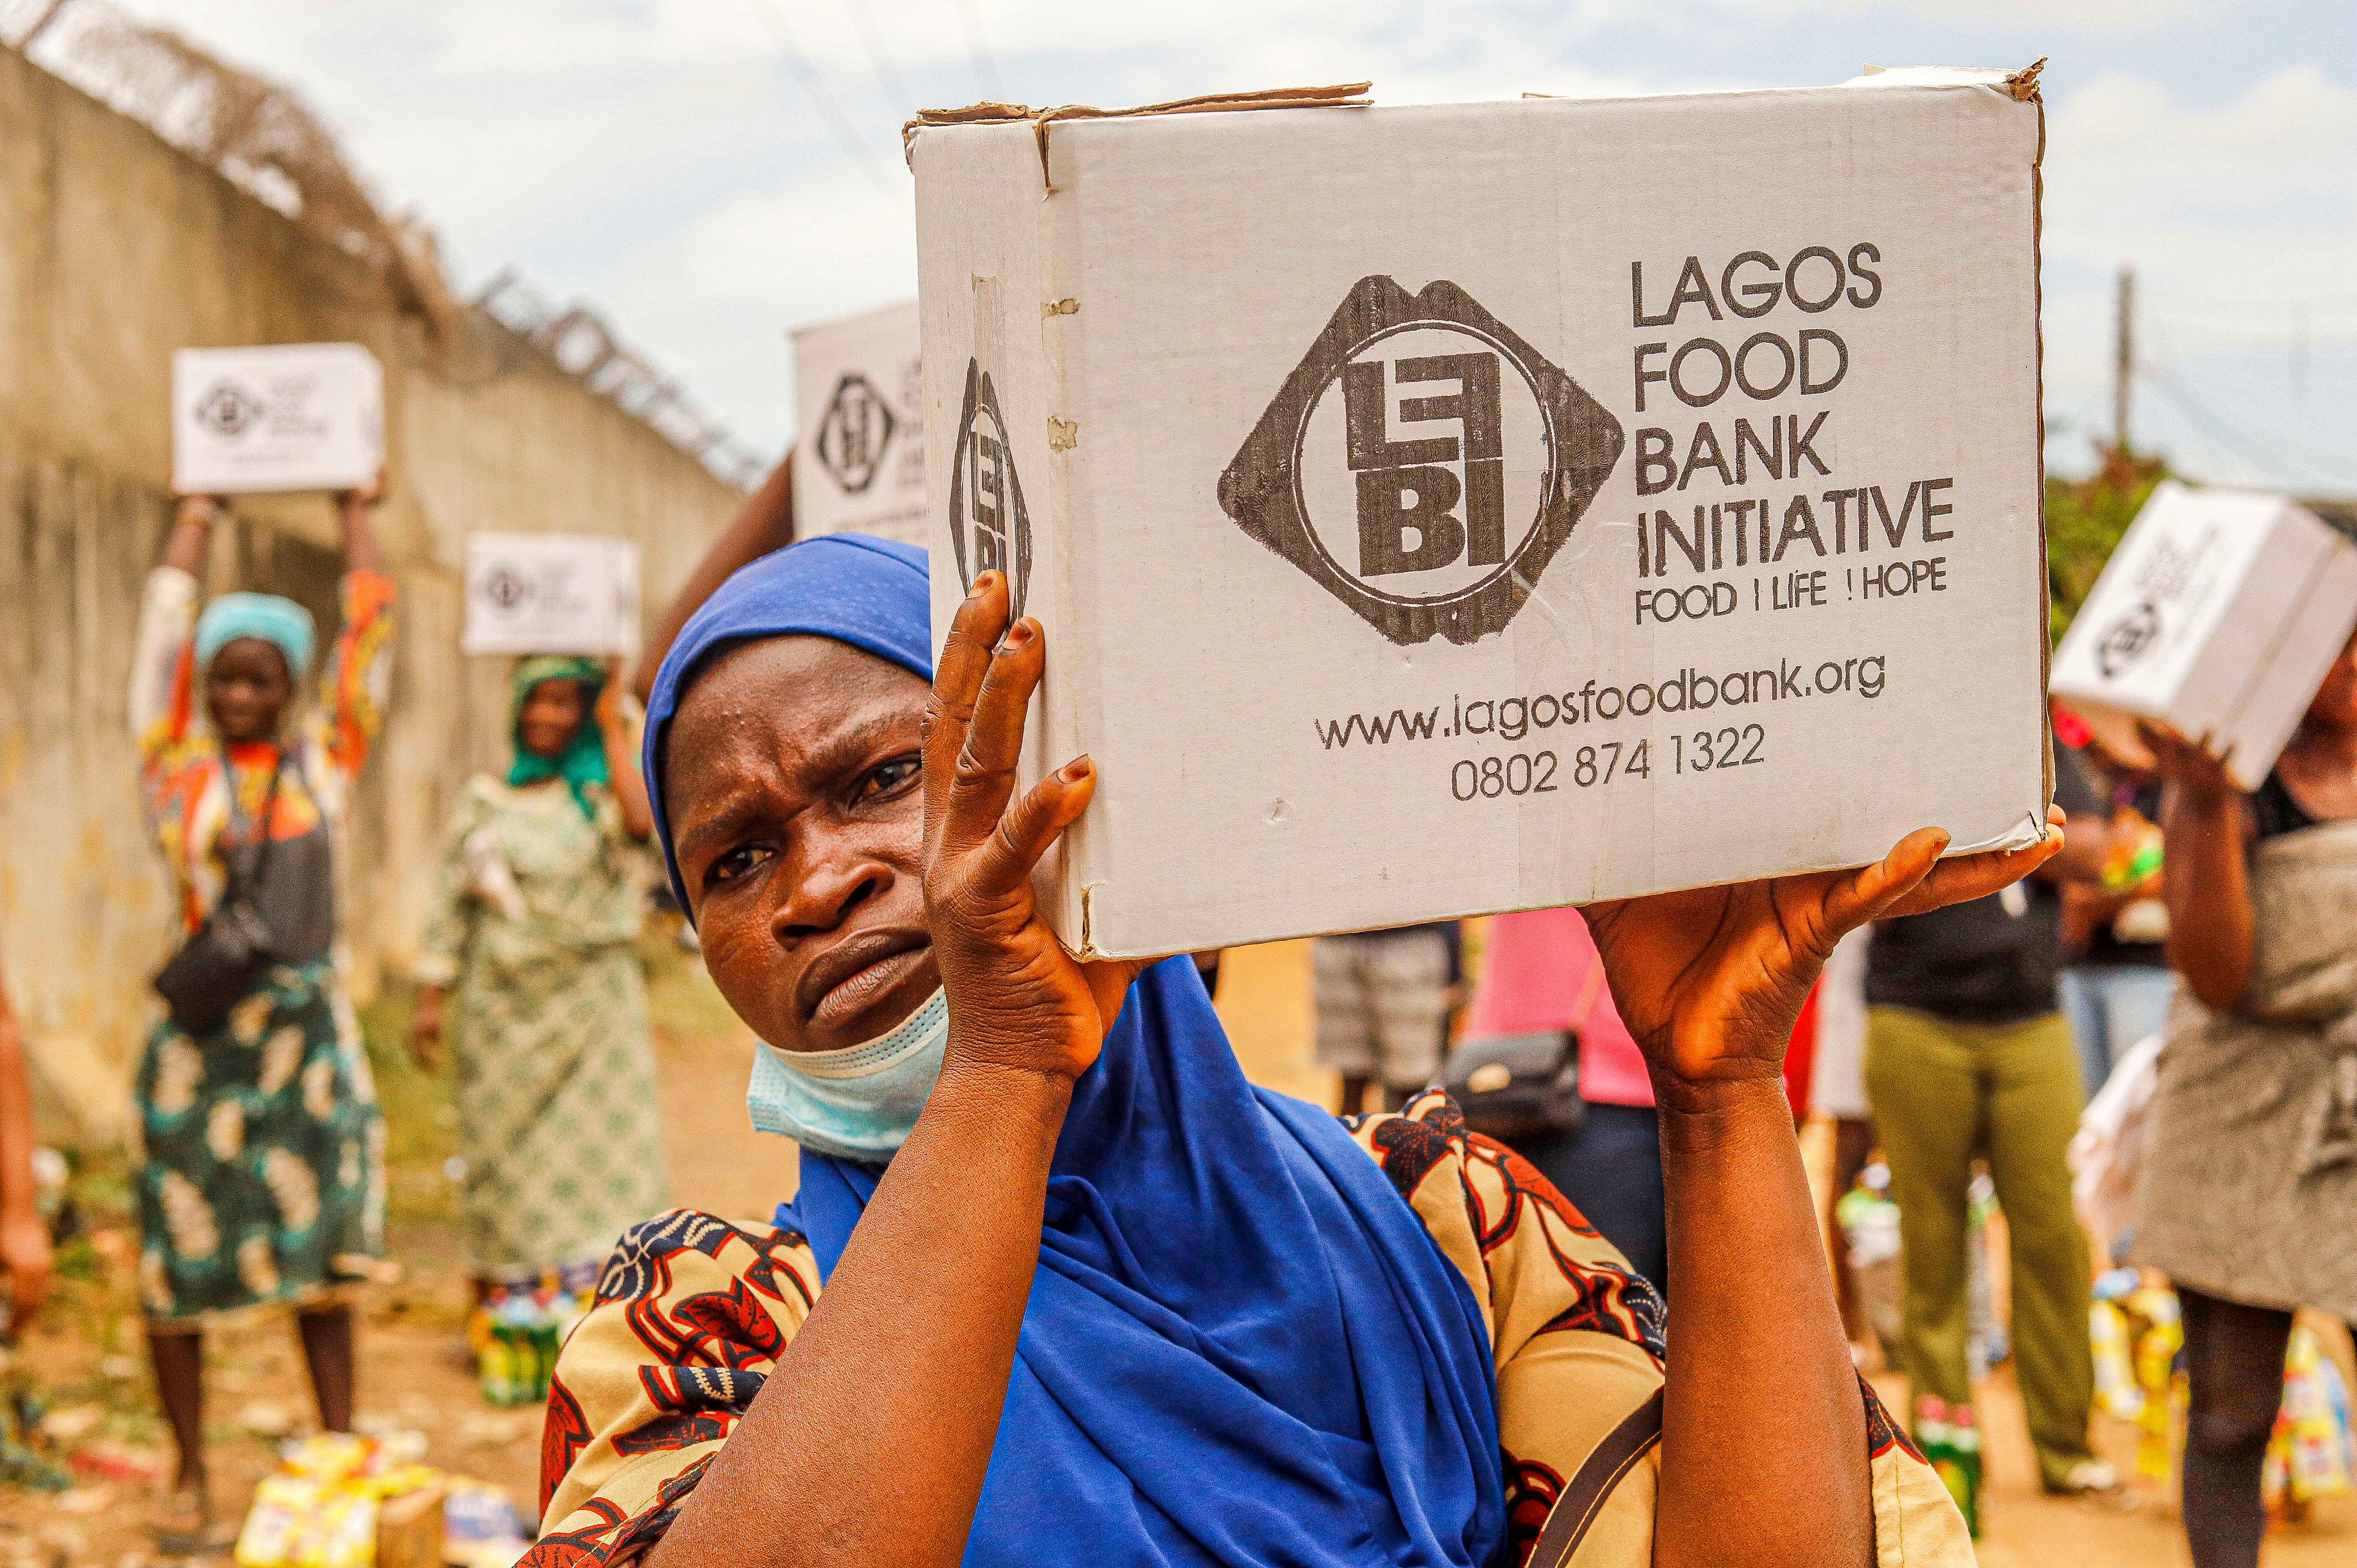 LFBI
LAGOS
FOOD
BANK
INITIATIVE
FOOD | LIFE | HOPE
www.lagosfoodbank.org
0802 874 1322